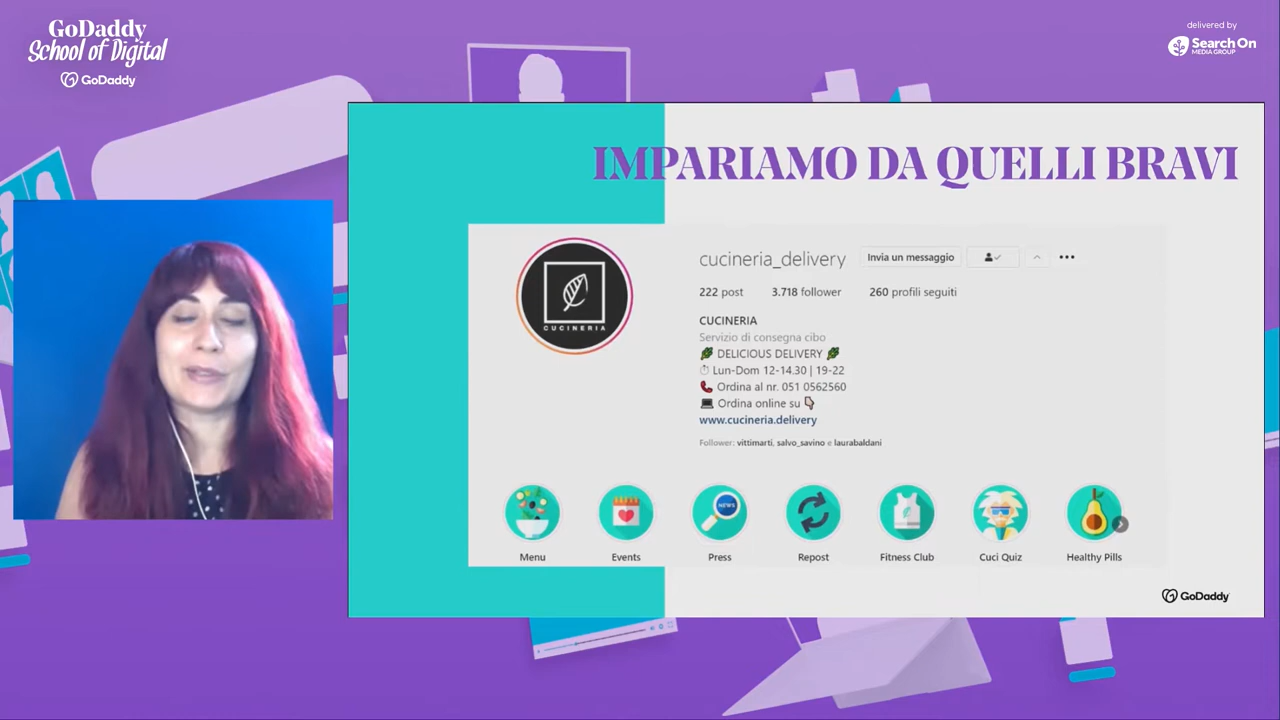 GoDaddy
School of Digital
GoDaddy
delivered by
Search On
MEDIA GROUP
IMPARIAMO DA QUELLI BRAVI
CUCINERIA
cucineria_delivery
Invia un messaggio
222 post 3.718 follower 260 profili seguiti
CUCINERIA
Servizio di consegna cibo
DELICIOUS DELIVERY
Lun-Dom 12-14.30 | 19-22
Ordina al nr. 051 0562560
Ordina online su
www.cucineria.delivery
Follower: vittimarti, salvo_savino e laurabaldani
NEWS
Menu Events Press Repost Fitness Club Cuci Quiz Healthy Pills
GoDaddy